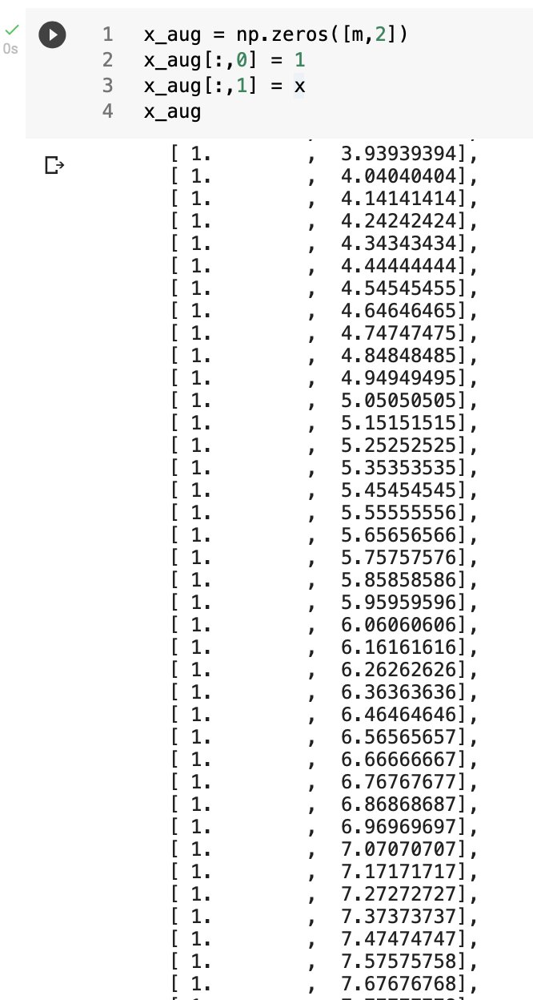 0s
1 x_aug = np.zeros([m,2])
2 x_aug[:,0] = 1
3 x_aug[:,1] = x
4 x_aug
[ 1.        ,  3.93939394],
[ 1.        ,  4.04040404],
[ 1.        ,  4.14141414],
[ 1.        ,  4.24242424],
[ 1.        ,  4.34343434],
[ 1.        ,  4.44444444],
[ 1.        ,  4.54545455],
[ 1.        ,  4.64646465],
[ 1.        ,  4.74747475],
[ 1.        ,  4.84848485],
[ 1.        ,  4.94949495],
[ 1.        ,  5.05050505],
[ 1.        ,  5.15151515],
[ 1.        ,  5.25252525],
[ 1.        ,  5.35353535],
[ 1.        ,  5.45454545],
[ 1.        ,  5.55555556],
[ 1.        ,  5.65656566],
[ 1.        ,  5.75757576],
[ 1.        ,  5.85858586],
[ 1.        ,  5.95959596],
[ 1.        ,  6.06060606],
[ 1.        ,  6.16161616],
[ 1.        ,  6.26262626],
[ 1.        ,  6.36363636],
[ 1.        ,  6.46464646],
[ 1.        ,  6.56565657],
[ 1.        ,  6.66666667],
[ 1.        ,  6.76767677],
[ 1.        ,  6.86868687],
[ 1.        ,  6.96969697],
[ 1.        ,  7.07070707],
[ 1.        ,  7.17171717],
[ 1.        ,  7.27272727],
[ 1.        ,  7.37373737],
[ 1.        ,  7.47474747],
[ 1.        ,  7.57575758],
[ 1.        ,  7.67676768],